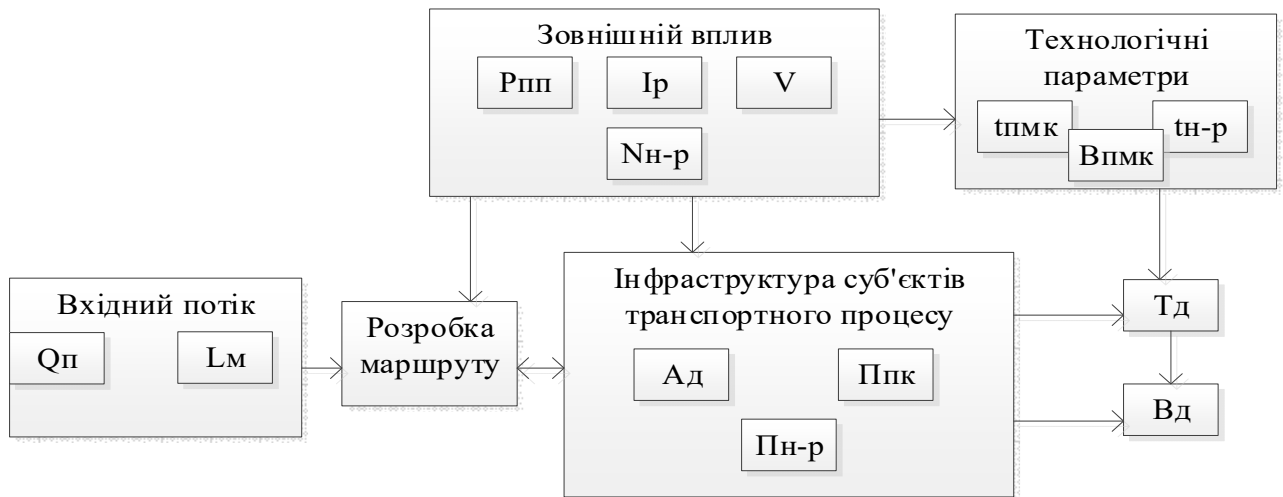 Зовнішній вплив
Рпп
Ір
V
Nн-р
Технологічні
параметри
tпмк
tн-р
Впмк
Вхідний потік
Qп
Lм
Розробка
маршруту
Інфраструктура суб'єктів
транспортного процесу
Ад
Ппк
Пн-р
Тд
Вд